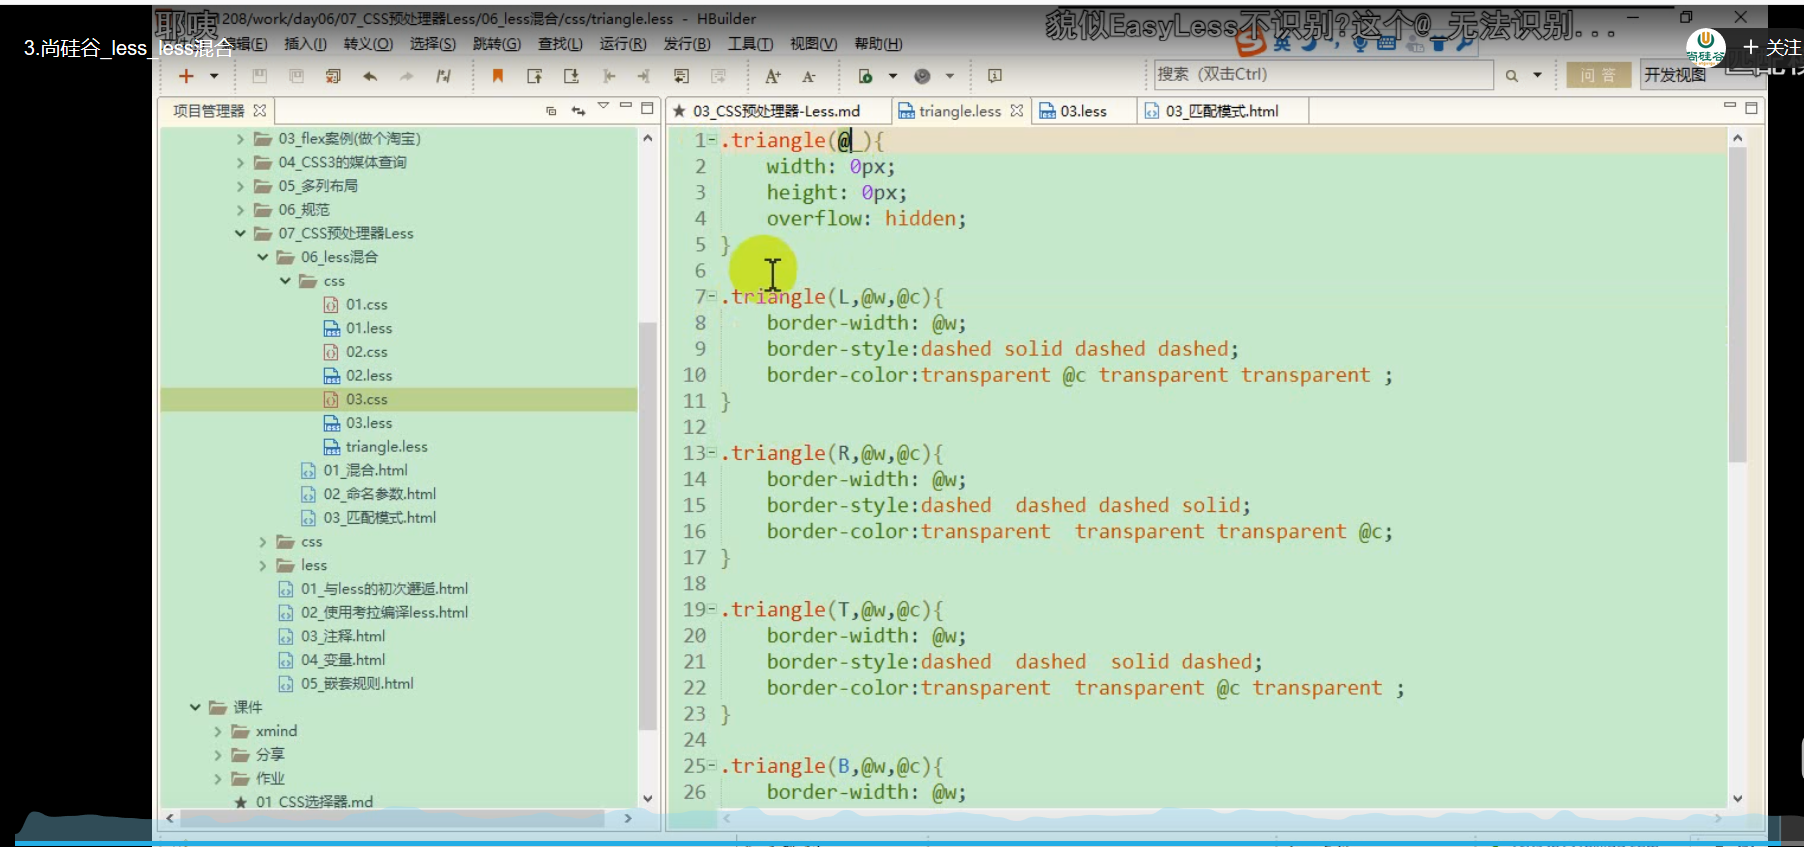 1208/work/day06/07_CSS预处理器Less/06_less混合/css/triangle.less - HBuilder
耶咦
貌似EasyLess不识别?这个@_无法识别...
3.尚硅谷_less_less混合
编辑(E) 插入(I) 转义(O) 选择(S) 跳转(G) 查找(L) 运行(R) 发行(B) 工具(T) 视图(V) 帮助(H)
英
尚硅谷
+ 关注
搜索 (双击Ctrl)
问答
开发视图
项目管理器
03_CSS预处理器-Less.md
triangle.less
03.less
03_匹配模式.html
03_flex案例(做个淘宝)
04_CSS3的媒体查询
05_多列布局
06_规范
07_CSS预处理器Less
06_less混合
css
01.css
01.less
02.css
02.less
03.css
03.less
triangle.less
01_混合.html
02_命名参数.html
03_匹配模式.html
css
less
01_与less的初次邂逅.html
02_使用考拉编译less.html
03_注释.html
04_变量.html
05_嵌套规则.html
课件
xmind
分享
作业
01 CSS选择器.md
1 .triangle(@_){
2 width: 0px;
3 height: 0px;
4 overflow: hidden;
5 }
6
7 .triangle(L,@w,@c){
8 border-width: @w;
9 border-style:dashed solid dashed dashed;
10 border-color:transparent @c transparent transparent ;
11 }
12
13 .triangle(R,@w,@c){
14 border-width: @w;
15 border-style:dashed  dashed dashed solid;
16 border-color:transparent  transparent transparent @c;
17 }
18
19 .triangle(T,@w,@c){
20 border-width: @w;
21 border-style:dashed  dashed  solid dashed;
22 border-color:transparent  transparent @c transparent ;
23 }
24
25 .triangle(B,@w,@c){
26 border-width: @w;